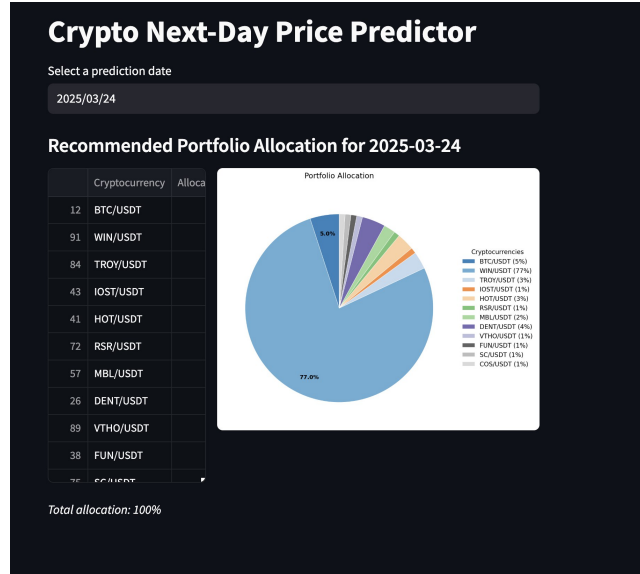 Crypto Next-Day Price Predictor
Select a prediction date
2025/03/24
Recommended Portfolio Allocation for 2025-03-24
Cryptocurrency Alloca
12 BTC/USDT
91 WIN/USDT
84 TROY/USDT
43 IOST/USDT
41 HOT/USDT
72 RSR/USDT
57 MBL/USDT
26 DENT/USDT
89 VTHO/USDT
38 FUN/USDT
75 SC/USDT
Portfolio Allocation
5.0%
77.0%
Cryptocurrencies
BTC/USDT (5%)
WIN/USDT (77%)
TROY/USDT (3%)
IOST/USDT (1%)
HOT/USDT (3%)
RSR/USDT (1%)
MBL/USDT (2%)
DENT/USDT (4%)
VTHO/USDT (1%)
FUN/USDT (1%)
SC/USDT (1%)
COS/USDT (1%)
Total allocation: 100%